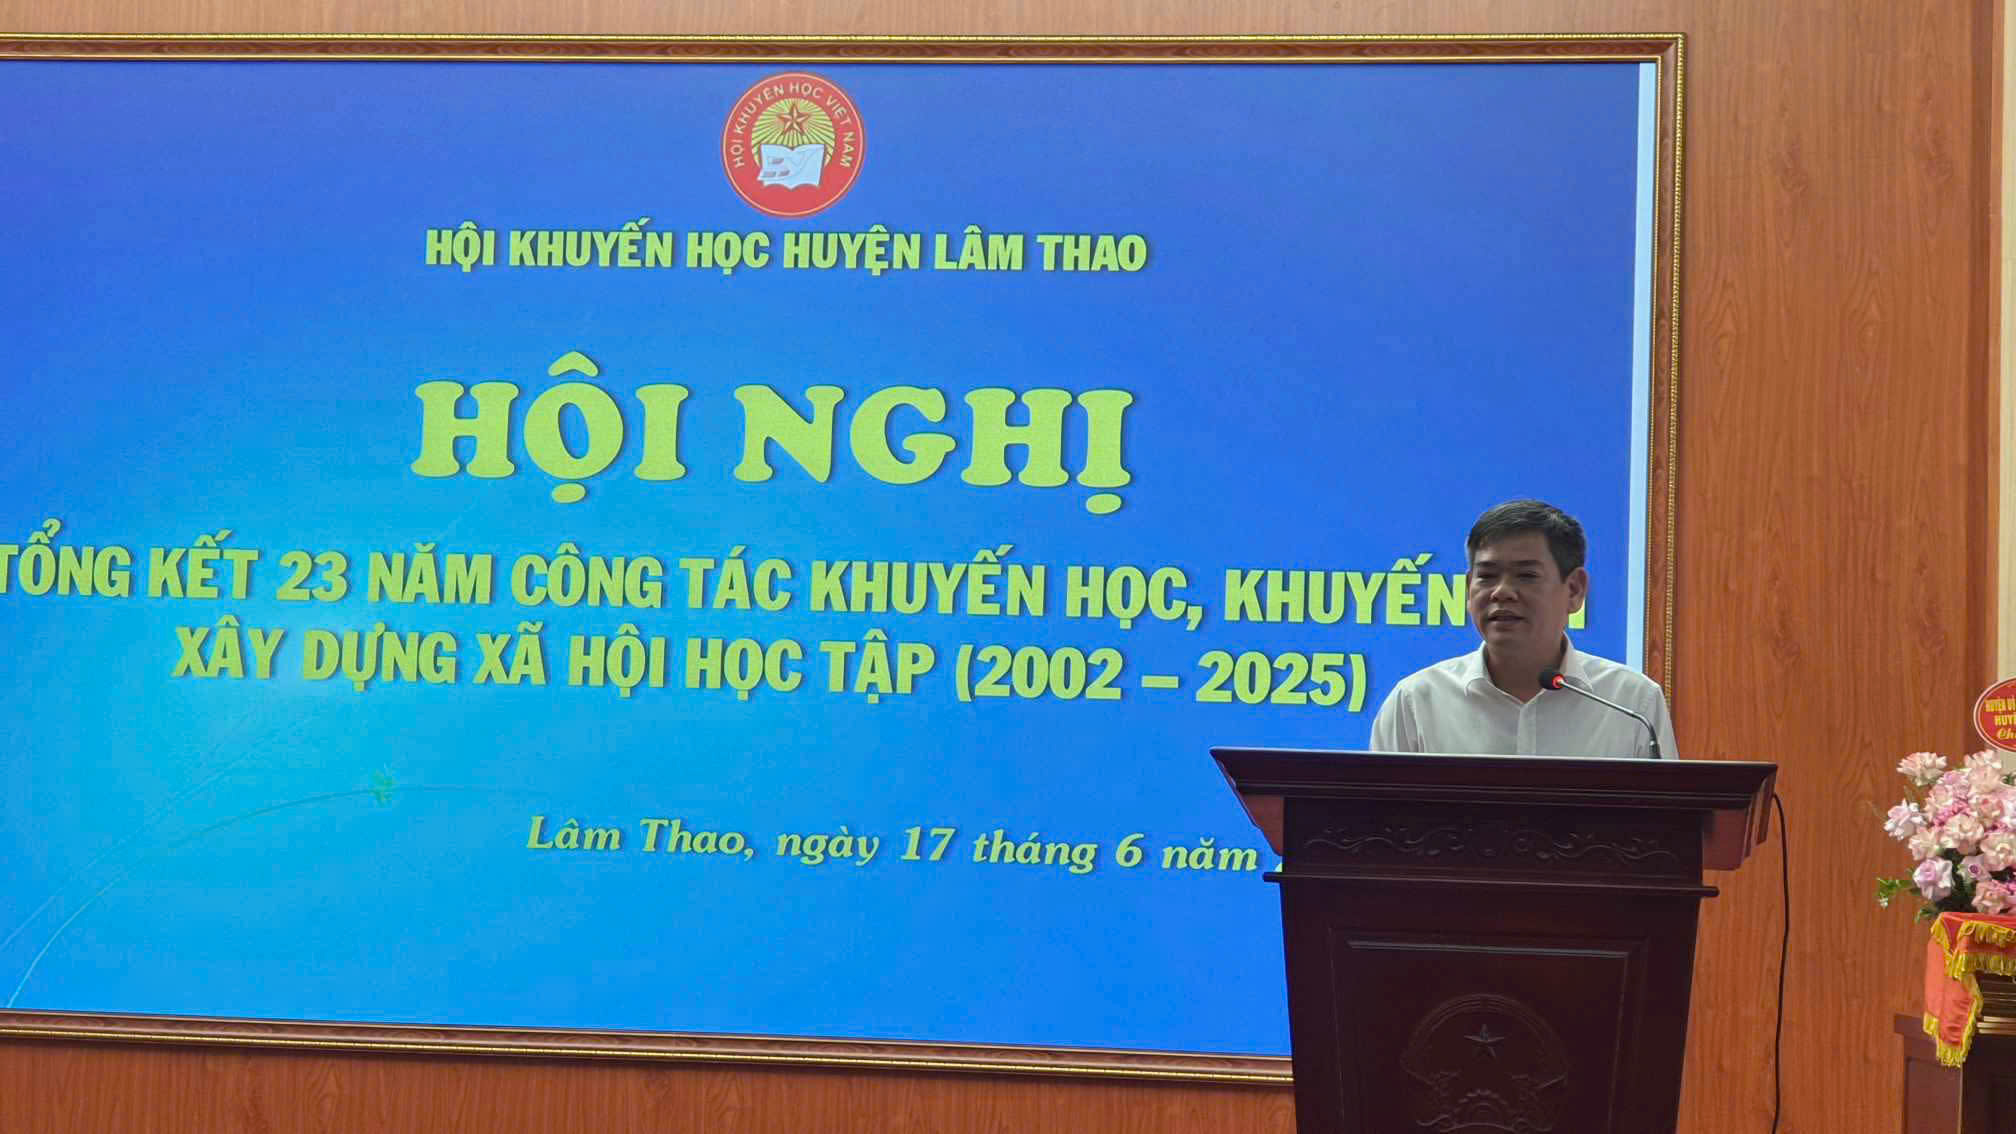 HỘI KHUYẾN HỌC VIỆT NAM
HỘI KHUYẾN HỌC HUYỆN LÂM THAO
HỘI NGHỊ
TỔNG KẾT 23 NĂM CÔNG TÁC KHUYẾN HỌC, KHUYẾN
XÂY DỰNG XÃ HỘI HỌC TẬP (2002 – 2025)
Lâm Thao, ngày 17 tháng 6 năm
HUYỆN